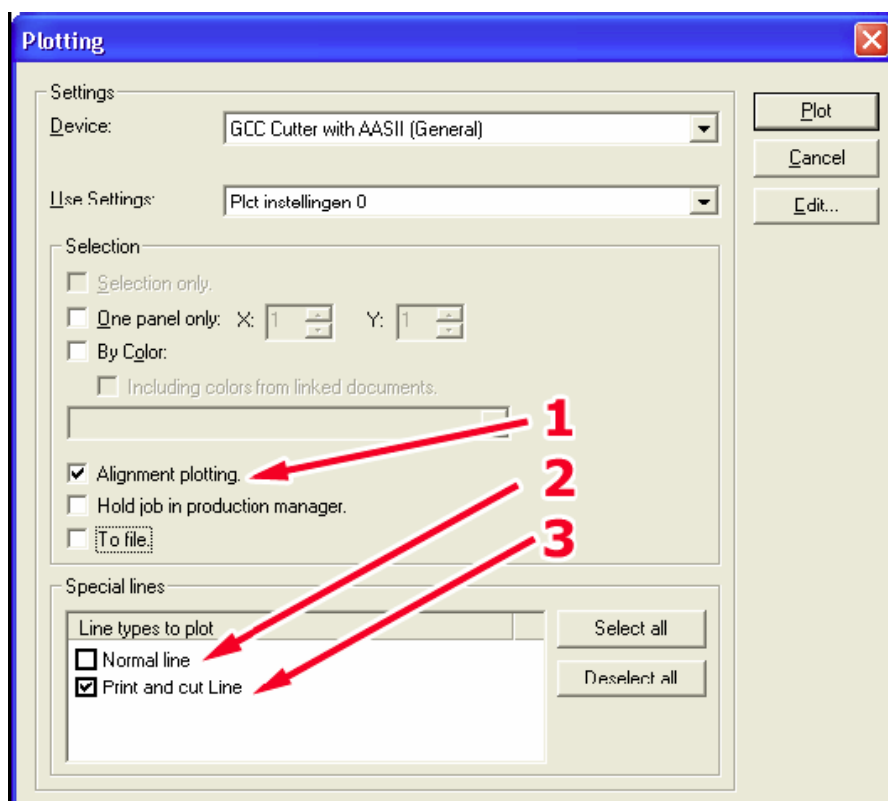 Plotting
Settings
Device:
GCC Cutter with AASII (General)
Plot
Cancel
Use Settings:
Plot instellingen 0
Edit...
Selection
Selection only.
One panel only: X: 1 Y: 1
By Color:
Including colors from linked documents.
1
Alignment plotting.
2
Hold job in production manager.
3
To file.
Special lines
Line types to plot
Select all
Normal line
Deselect all
Print and cut Line